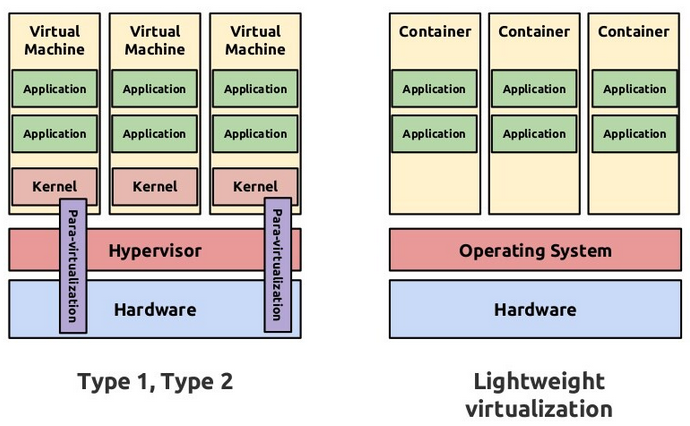 Virtual
Machine
Virtual
Machine
Virtual
Machine
Application
Application
Application
Application
Application
Application
Kernel
Kernel
Kernel
Para-virtualization
Para-virtualization
Hypervisor
Hardware
Type 1, Type 2
Container
Container
Container
Application
Application
Application
Application
Application
Application
Operating System
Hardware
Lightweight
virtualization